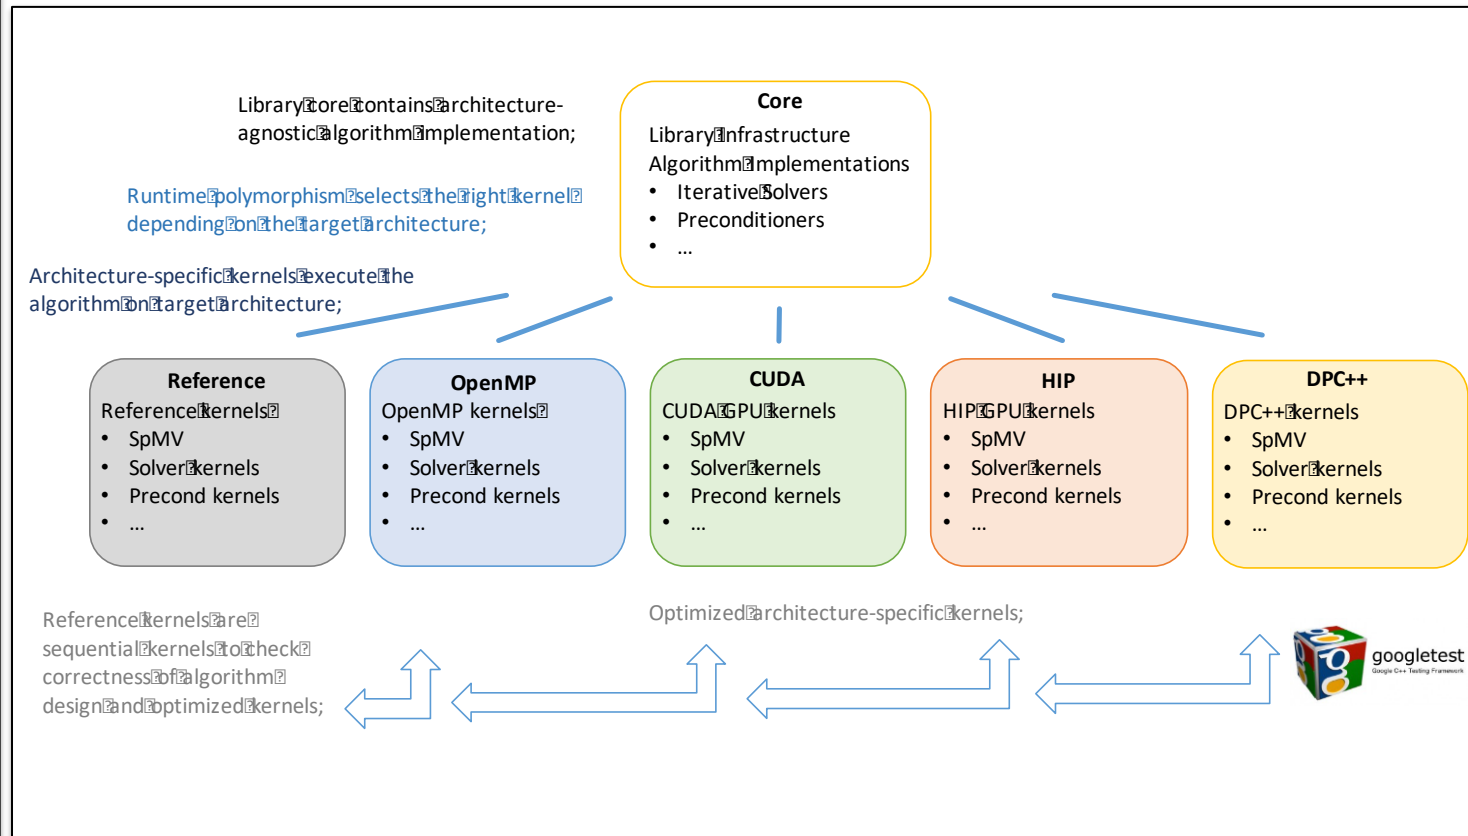 Core
Library core contains architecture-
agnostic algorithm implementation;
Library Infrastructure
Algorithm Implementations
• Iterative Solvers
• Preconditioners
• ...
Runtime polymorphism selects the right kernel
depending on the target architecture;
Architecture-specific kernels execute the
algorithm on target architecture;
Reference
Reference kernels
• SpMV
• Solver kernels
• Precond kernels
• ...
OpenMP
OpenMP kernels
• SpMV
• Solver kernels
• Precond kernels
• ...
CUDA
CUDA GPU kernels
• SpMV
• Solver kernels
• Precond kernels
• ...
HIP
HIP GPU kernels
• SpMV
• Solver kernels
• Precond kernels
• ...
DPC++
DPC++ kernels
• SpMV
• Solver kernels
• Precond kernels
• ...
Reference kernels are
sequential kernels to check
correctness of algorithm
design and optimized kernels;
Optimized architecture-specific kernels;
googletest
Google C++ Testing Framework